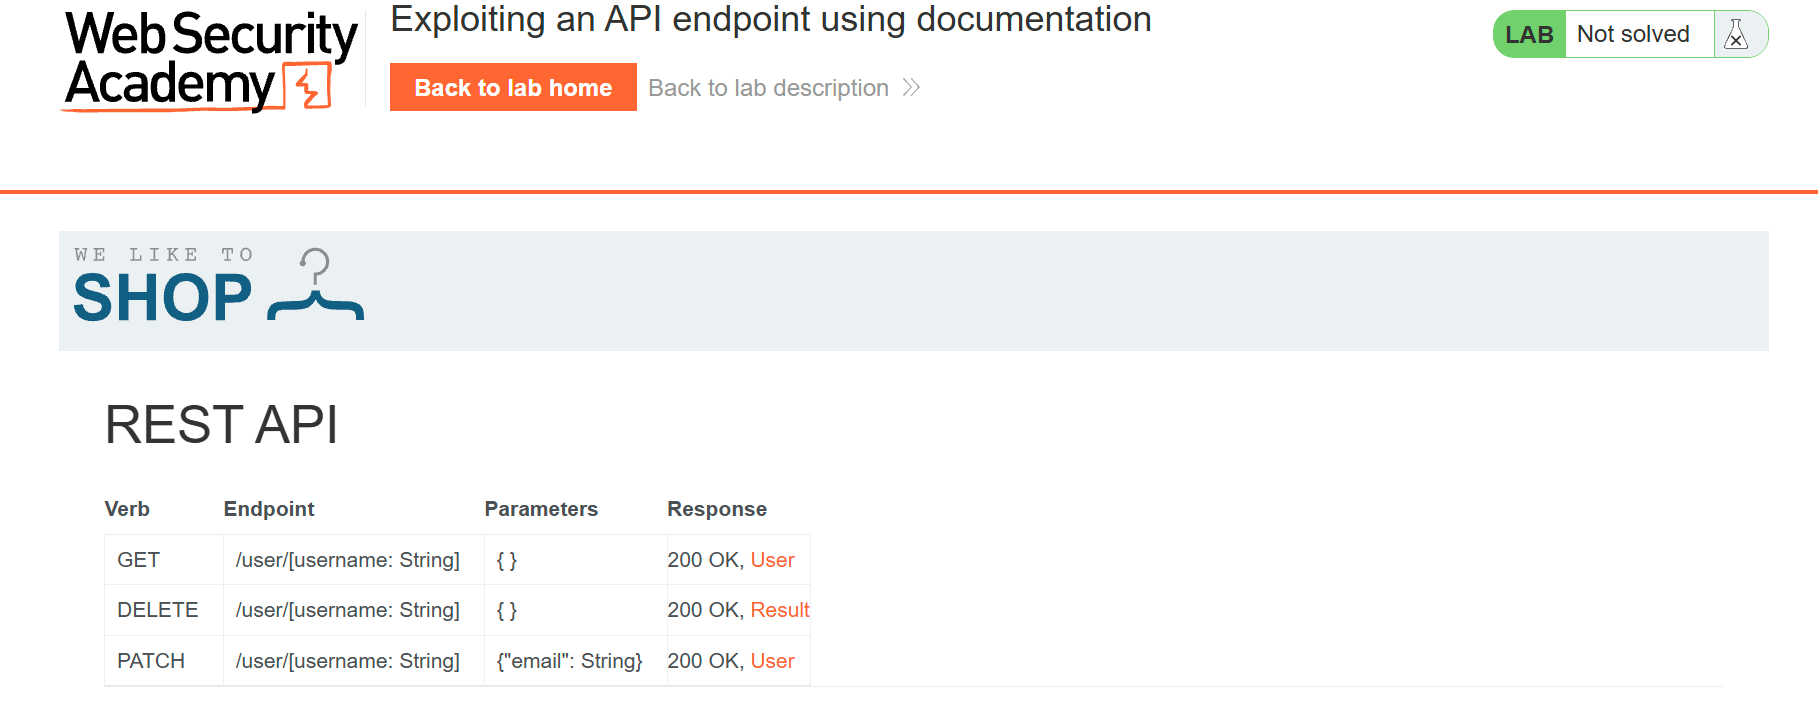 Web Security
Academy
Exploiting an API endpoint using documentation
Back to lab home
Back to lab description
LAB
Not solved
WE LIKE TO
SHOP
REST API
Verb Endpoint Parameters Response
GET /user/[username: String] { } 200 OK, User
DELETE /user/[username: String] { } 200 OK, Result
PATCH /user/[username: String] {"email": String} 200 OK, User